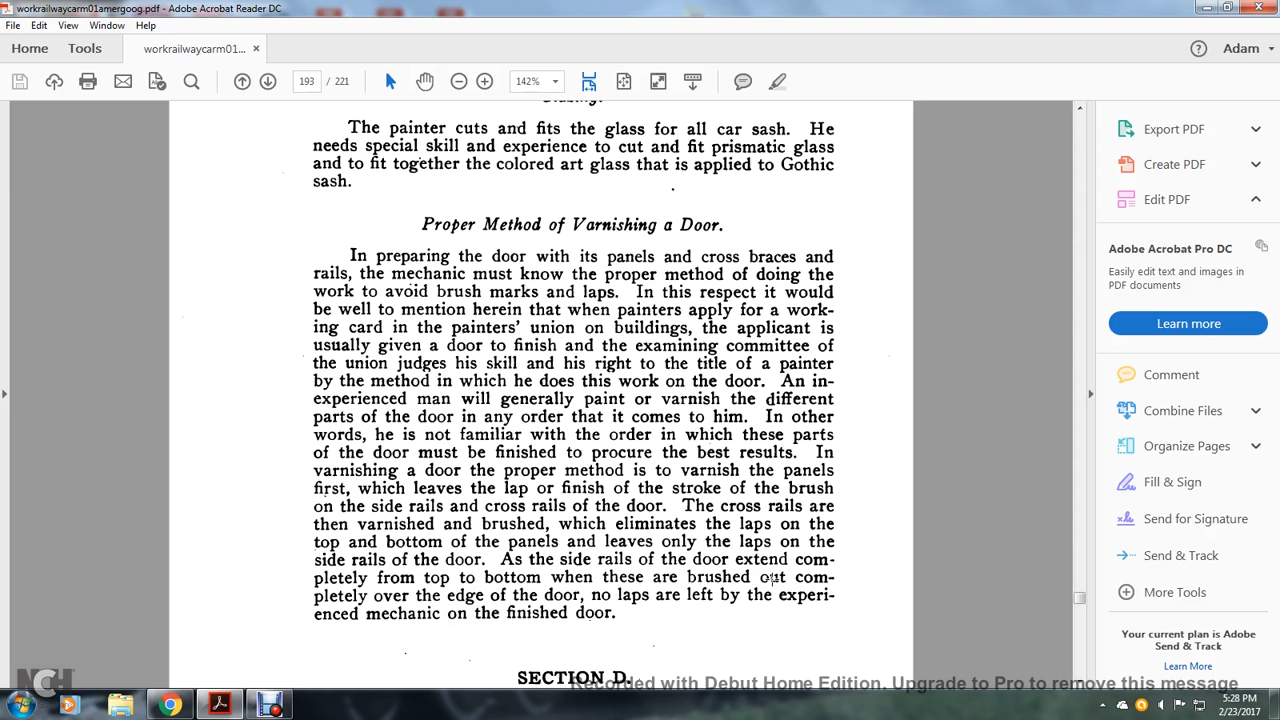 workrailwaycarm01amergoog.pdf - Adobe Acrobat Reader DC
File Edit View Window Help
Home Tools workrailwaycarm01... × Adam
193 / 221 142%
Export PDF
The painter cuts and fits the glass for all car sash. He
needs special skill and experience to cut and fit prismatic glass
and to fit together the colored art glass that is applied to Gothic
sash.
Proper Method of Varnishing a Door.
In preparing the door with its panels and cross braces and
rails, the mechanic must know the proper method of doing the
work to avoid brush marks and laps. In this respect it would
be well to mention herein that when painters apply for a work-
ing card in the painters' union on buildings, the applicant is
usually given a door to finish and the examining committee of
the union judges his skill and his right to the title of a painter
by the method in which he does this work on the door. An in-
experienced man will generally paint or varnish the different
parts of the door in any order that it comes to him. In other
words, he is not familiar with the order in which these parts
of the door must be finished to procure the best results. In
varnishing a door the proper method is to varnish the panels
first, which leaves the lap or finish of the stroke of the brush
on the side rails and cross rails of the door. The cross rails are
then varnished and brushed, which eliminates the laps on the
top and bottom of the panels and leaves only the laps on the
side rails of the door. As the side rails of the door extend com-
pletely from top to bottom when these are brushed out com-
pletely over the edge of the door, no laps are left by the experi-
enced mechanic on the finished door.
SECTION D.
Create PDF
Edit PDF
Adobe Acrobat Pro DC
Easily edit text and images in
PDF documents
Learn more
Comment
Combine Files
Organize Pages
Fill & Sign
Send for Signature
Send & Track
More Tools
Your current plan is Adobe
Send & Track
Learn More
NCH
Recorded with Debut Home Edition. Upgrade to Pro to remove this message
5:28 PM
2/23/2017